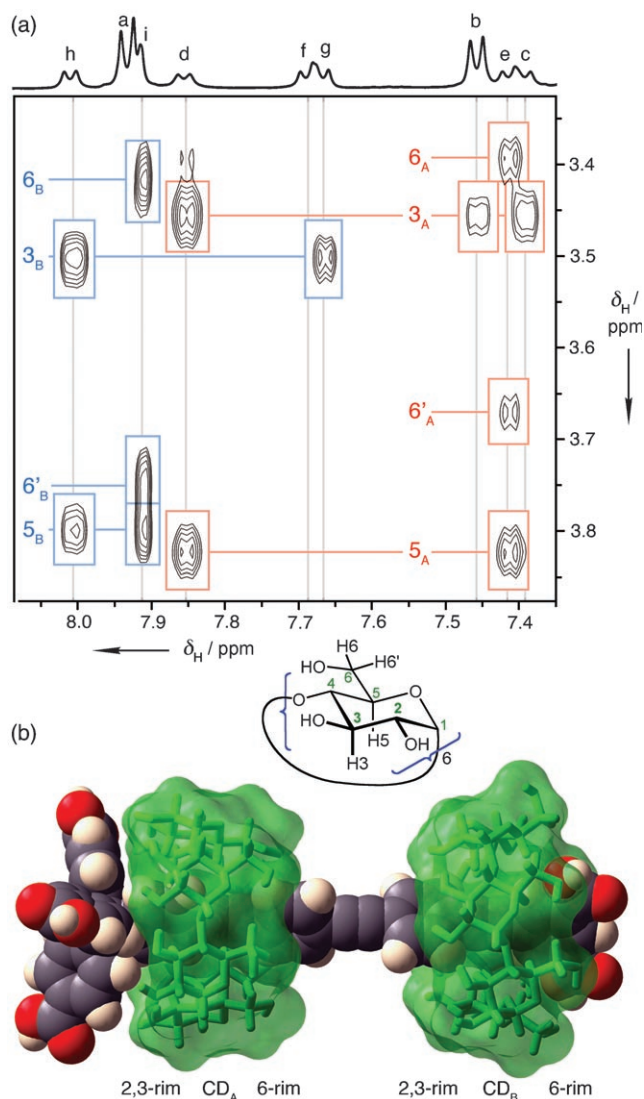 (a)
h a i d f g b e c
6B
3B
6'B
5B
6A
3A
6'A
5A
3.4
3.5
3.6
3.7
3.8
δH /
ppm
8.0 7.9 7.8 7.7 7.6 7.5 7.4
δH / ppm
(b)
H6
HO 6 H6'
4 5 O
O
HO 3 2 1
H5 OH 6
H3
2,3-rim CDA 6-rim 2,3-rim CDB 6-rim